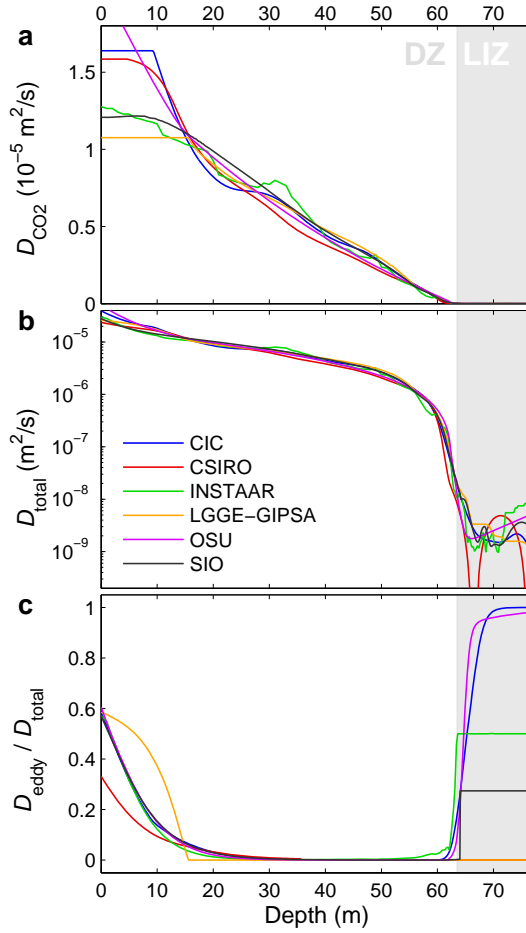 a
DZ LIZ
D_CO2 (10^-5 m^2/s)
1.5
1
0.5
0
0 10 20 30 40 50 60 70
b
D_total (m^2/s)
10^-5
10^-6
10^-7
10^-8
10^-9
CIC
CSIRO
INSTAAR
LGGE−GIPSA
OSU
SIO
c
D_eddy / D_total
1
0.8
0.6
0.4
0.2
0
0 10 20 30 40 50 60 70
Depth (m)